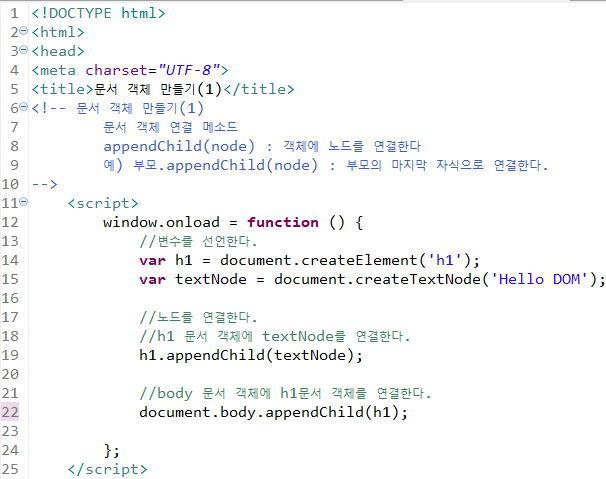 1 <!DOCTYPE html>
2 <html>
3 <head>
4 <meta charset="UTF-8">
5 <title>문서 객체 만들기(1)</title>
6 <!-- 문서 객체 만들기(1)
7 문서 객체 연결 메소드
8 appendChild(node) : 객체에 노드를 연결한다
9 예) 부모.appendChild(node) : 부모의 마지막 자식으로 연결한다.
10 -->
11 <script>
12 window.onload = function () {
13 //변수를 선언한다.
14 var h1 = document.createElement('h1');
15 var textNode = document.createTextNode('Hello DOM');
16
17 //노드를 연결한다.
18 //h1 문서 객체에 textNode를 연결한다.
19 h1.appendChild(textNode);
20
21 //body 문서 객체에 h1문서 객체를 연결한다.
22 document.body.appendChild(h1);
23
24 };
25 </script>